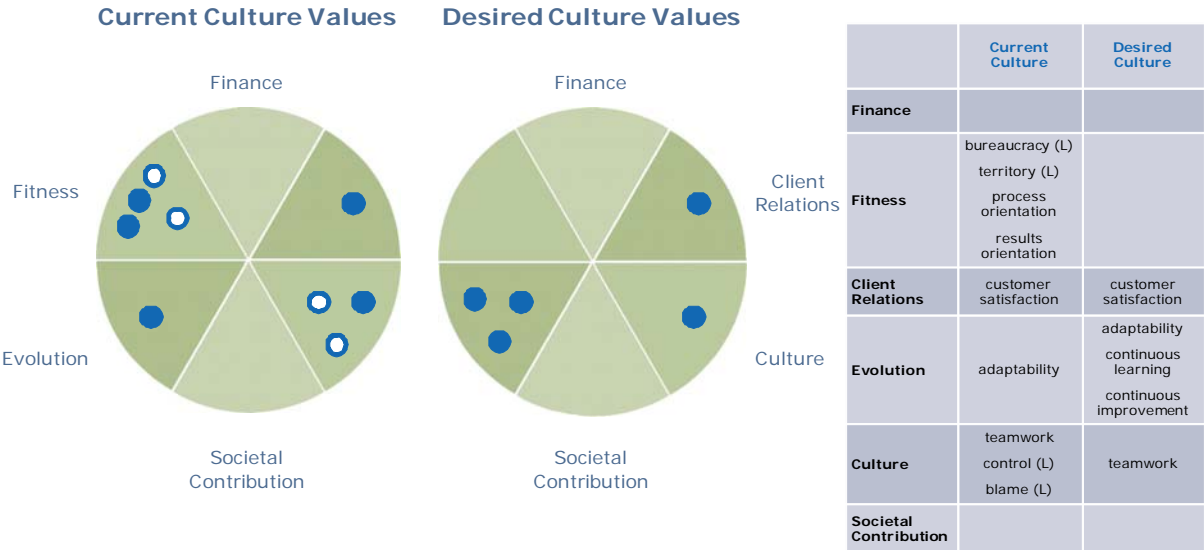 Current Culture Values
Desired Culture Values
Finance
Finance
Fitness
Client
Relations
Evolution
Culture
Societal
Contribution
Societal
Contribution
Current
Culture
Desired
Culture
Finance
Fitness
bureaucracy (L)
territory (L)
process
orientation
results
orientation
Client
Relations
customer
satisfaction
customer
satisfaction
Evolution
adaptability
adaptability
continuous
learning
continuous
improvement
Culture
teamwork
control (L)
blame (L)
teamwork
Societal
Contribution